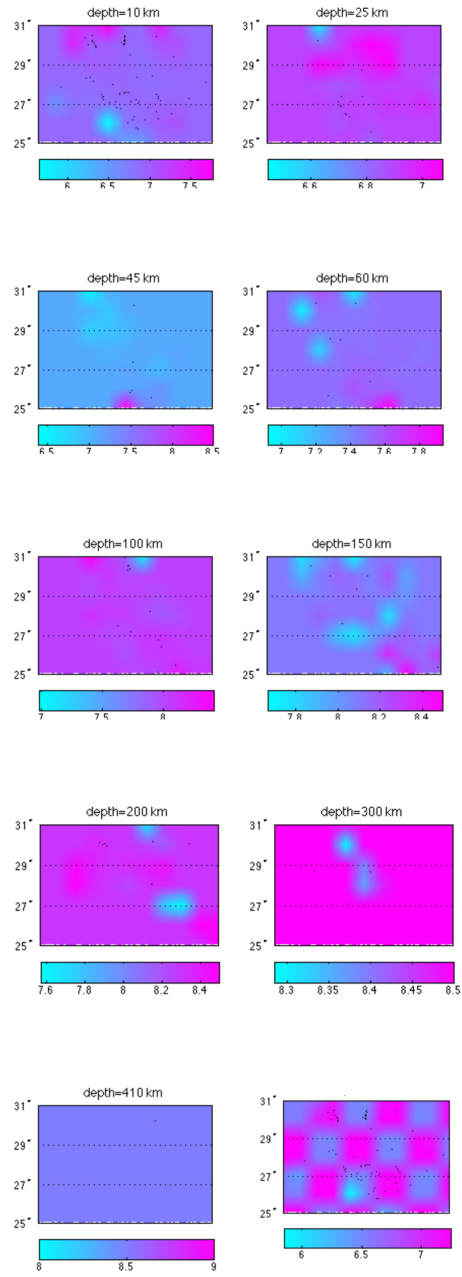 depth=10 km
depth=25 km
31°
29°
27°
25°
31°
29°
27°
25°
6 6.5 7 7.5
6.6 6.8 7
depth=45 km
depth=60 km
31°
29°
27°
25°
31°
29°
27°
25°
6.5 7 7.5 8 8.5
7 7.2 7.4 7.6 7.8
depth=100 km
depth=150 km
31°
29°
27°
25°
31°
29°
27°
25°
7 7.5 8
7.8 8 8.2 8.4
depth=200 km
depth=300 km
31°
29°
27°
25°
31°
29°
27°
25°
7.6 7.8 8 8.2 8.4
8.3 8.35 8.4 8.45 8.5
depth=410 km
31°
29°
27°
25°
31°
29°
27°
25°
8 8.5 9
6 6.5 7